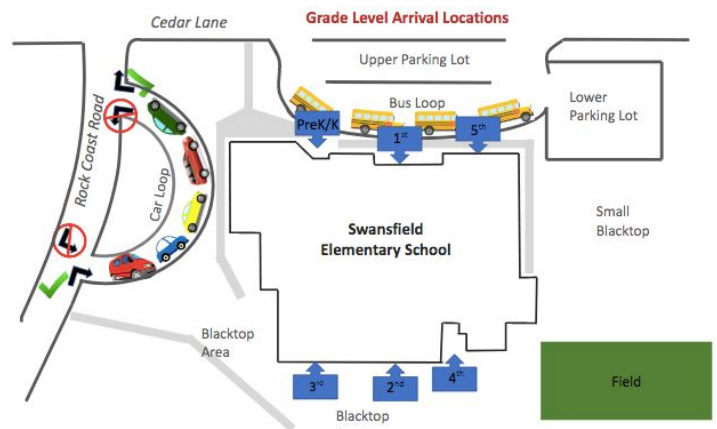 Cedar Lane
Grade Level Arrival Locations
Upper Parking Lot
Bus Loop
Lower
Parking Lot
Rock Coast Road
Car Loop
PreK/K
1st
5th
Swansfield
Elementary School
Small
Blacktop
Blacktop
Area
3rd
2nd
4th
Field
Blacktop